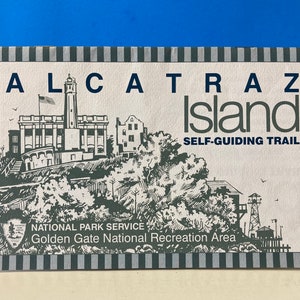 ALCATRAZ
Island
SELF-GUIDING TRAIL
NATIONAL PARK SERVICE
Golden Gate National Recreation Area